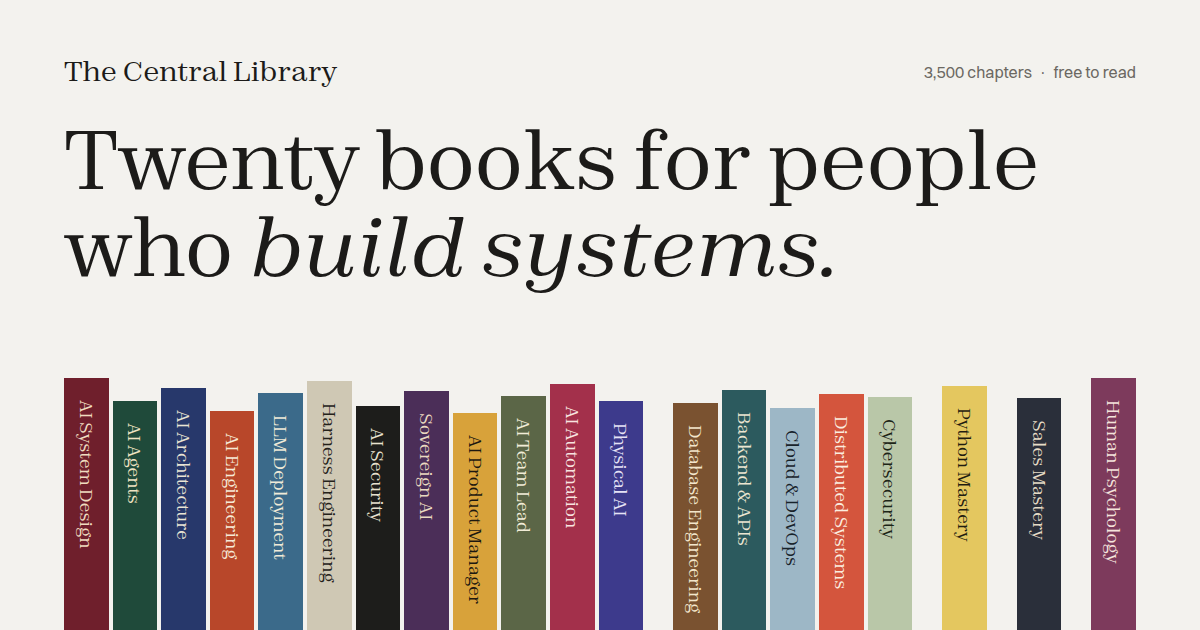 The Central Library
3,500 chapters · free to read
Twenty books for people
who build systems.
AI System Design
AI Agents
AI Architecture
AI Engineering
LLM Deployment
Harness Engineering
AI Security
Sovereign AI
AI Product Manager
AI Team Lead
AI Automation
Physical AI
Database Engineering
Backend & APIs
Cloud & DevOps
Distributed Systems
Cybersecurity
Python Mastery
Sales Mastery
Human Psychology